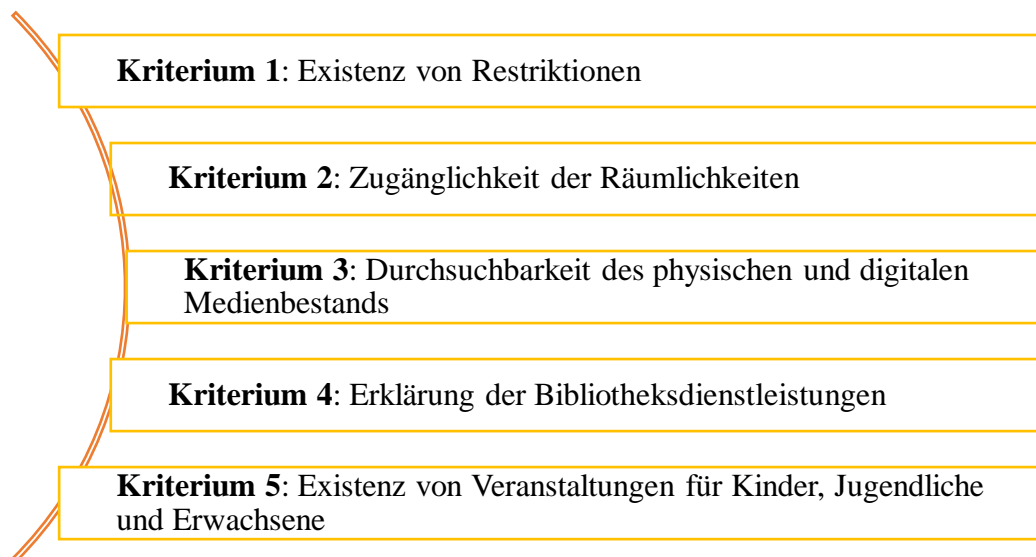 Kriterium 1: Existenz von Restriktionen
Kriterium 2: Zugänglichkeit der Räumlichkeiten
Kriterium 3: Durchsuchbarkeit des physischen und digitalen
Medienbestands
Kriterium 4: Erklärung der Bibliotheksdienstleistungen
Kriterium 5: Existenz von Veranstaltungen für Kinder, Jugendliche
und Erwachsene